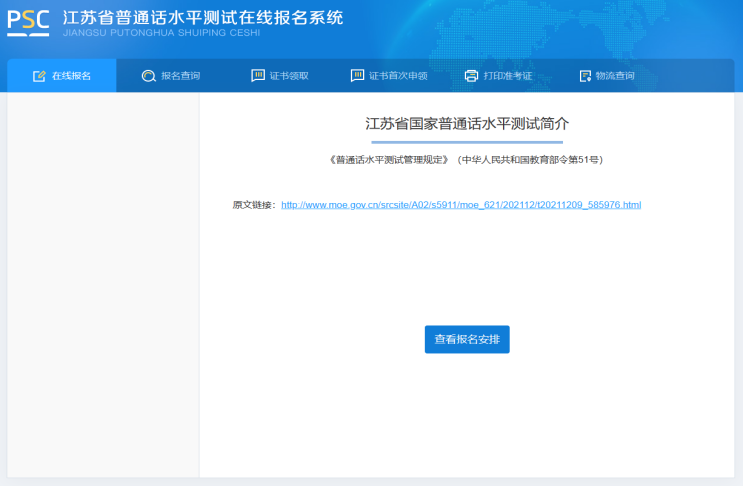 PSC 江苏省普通话水平测试在线报名系统
JIANGSU PUTONGHUA SHUIPING CESHI
在线报名 报名查询 证书领取 证书首次申领 打印准考证 物流查询
江苏省国家普通话水平测试简介
《普通话水平测试管理规定》（中华人民共和国教育部令第51号）
原文链接：http://www.moe.gov.cn/srcsite/A02/s5911/moe_621/202112/t20211209_585976.html
查看报名安排